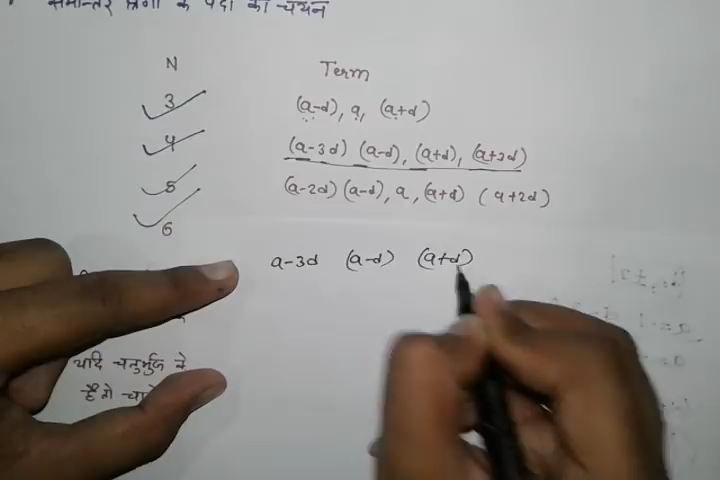 समान्तर श्रेणी के पदों का चयन
N Term
3 (a-d), a, (a+d)
4 (a-3d) (a-d), (a+d), (a+3d)
5 (a-2d) (a-d), a, (a+d) (a+2d)
6
a-3d (a-d) (a+d)
यदि चतुर्भुज के